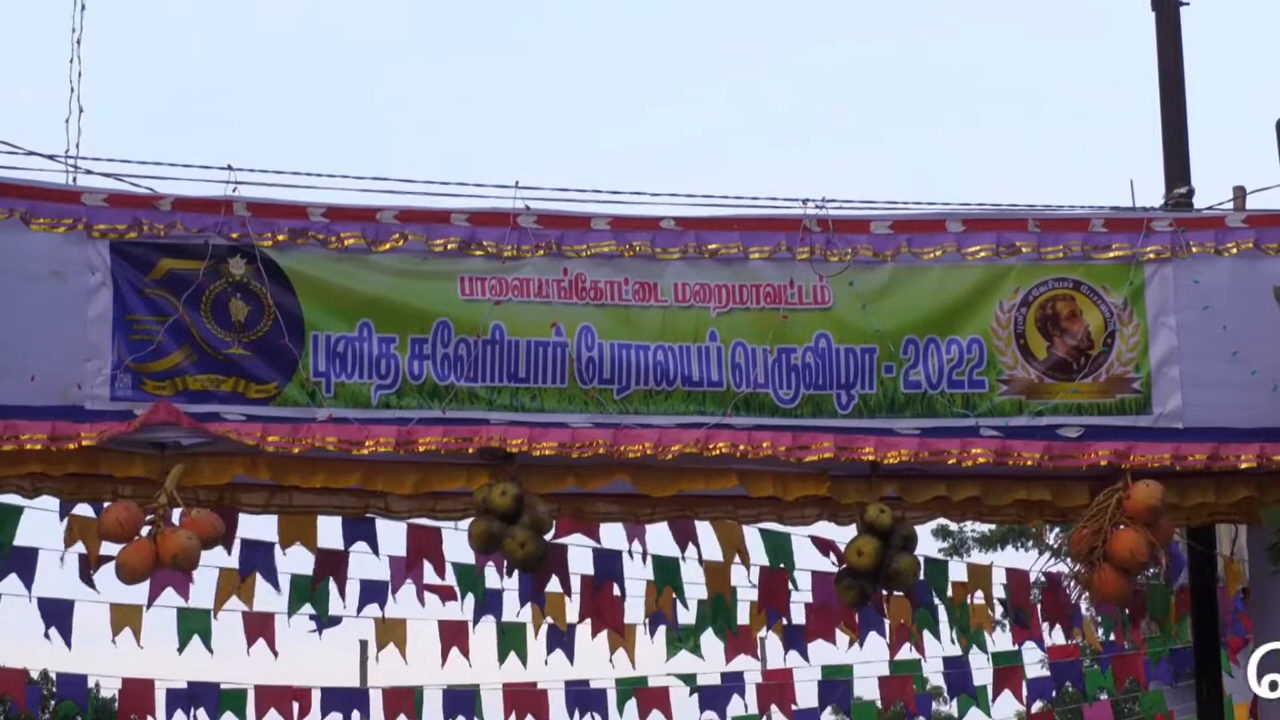 பாளையங்கோட்டை மறைமாவட்டம்
புனித சவேரியார் பேராலயப் பெருவிழா - 2022